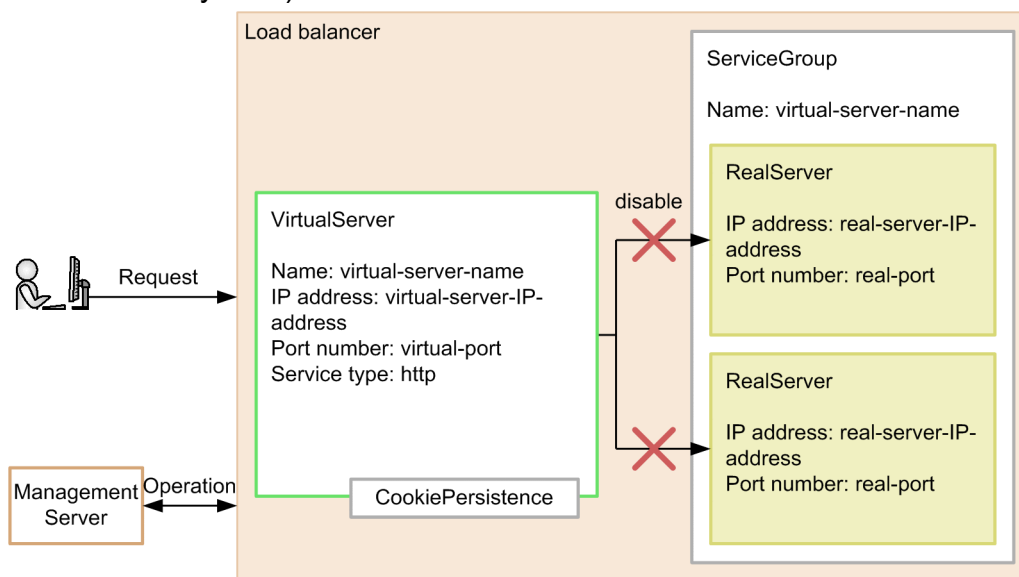 Load balancer
ServiceGroup
Name: virtual-server-name
RealServer
IP address: real-server-IP-
address
Port number: real-port
disable
VirtualServer
Name: virtual-server-name
IP address: virtual-server-IP-
address
Port number: virtual-port
Service type: http
CookiePersistence
Request
RealServer
IP address: real-server-IP-
address
Port number: real-port
Management
Server
Operation